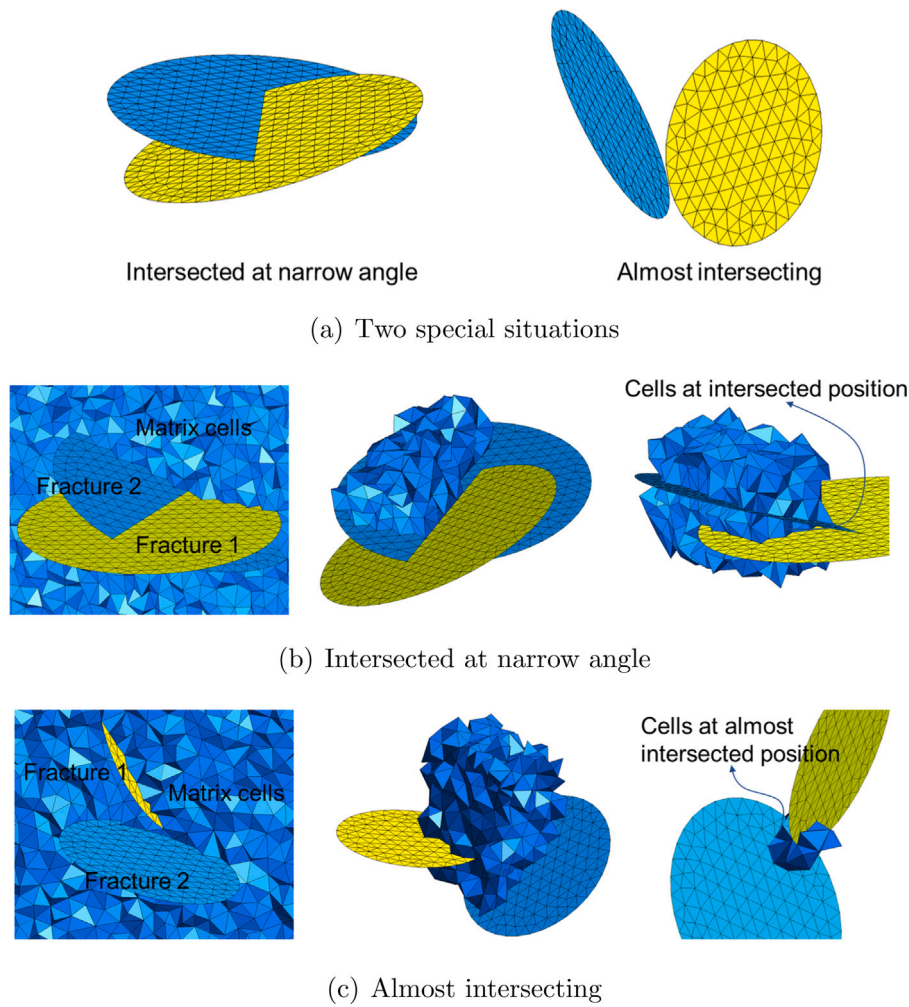 Intersected at narrow angle
Almost intersecting
(a) Two special situations
Matrix cells
Fracture 2
Fracture 1
Cells at intersected position
(b) Intersected at narrow angle
Fracture 1
Matrix cells
Fracture 2
Cells at almost
intersected position
(c) Almost intersecting